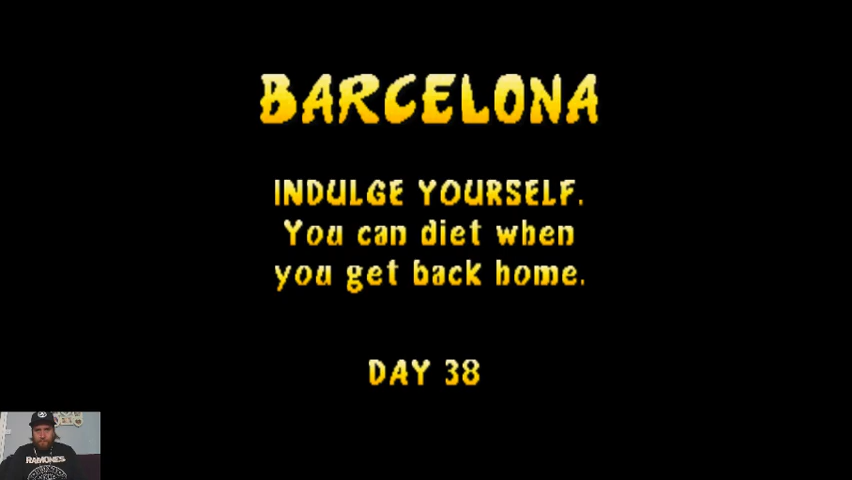 BARCELONA
INDULGE YOURSELF.
You can diet when
you get back home.
DAY 38
RAMONES